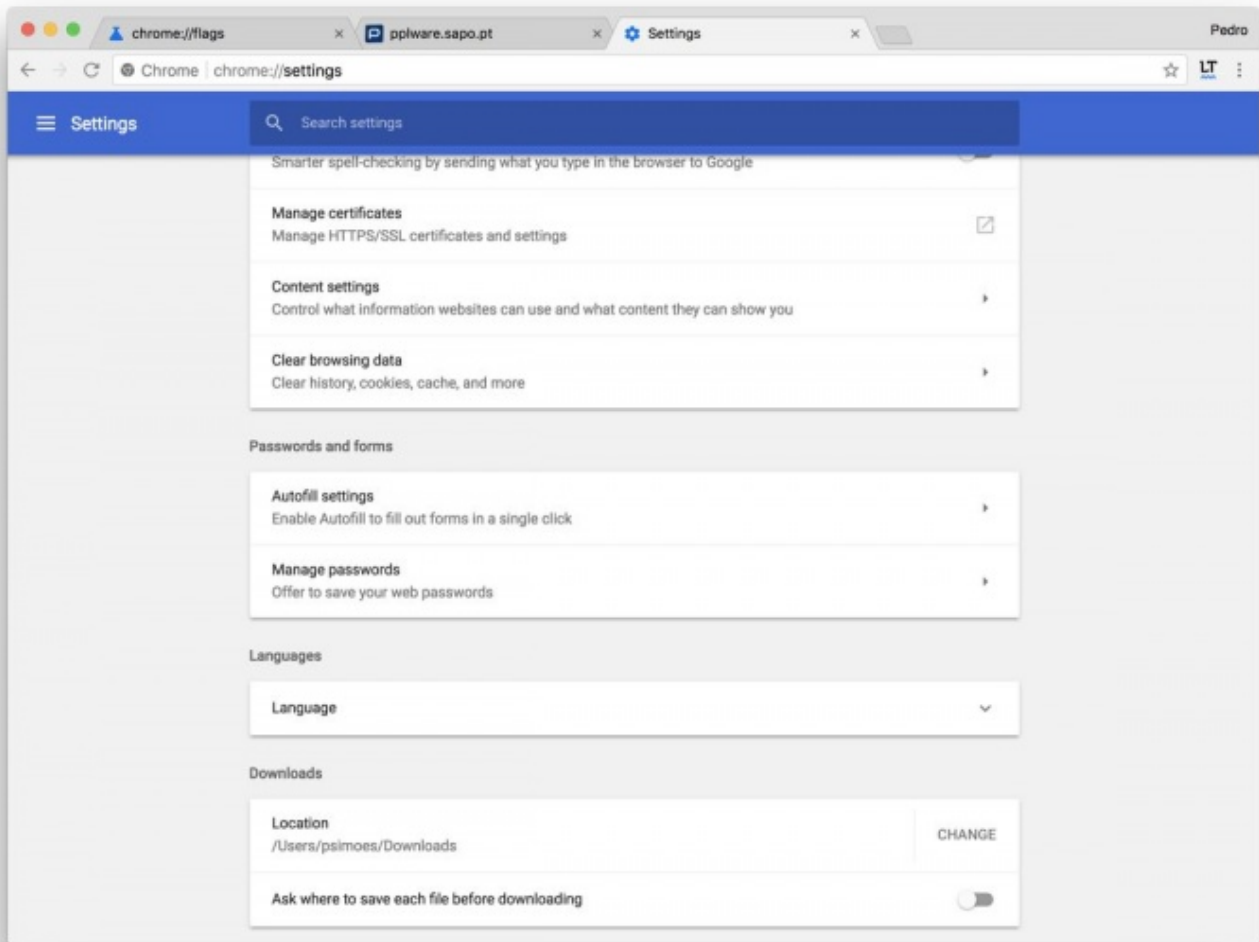 chrome://flags
pplware.sapo.pt
Settings
Pedro
Chrome | chrome://settings
LT
Settings
Search settings
Smarter spell-checking by sending what you type in the browser to Google
Manage certificates
Manage HTTPS/SSL certificates and settings
Content settings
Control what information websites can use and what content they can show you
Clear browsing data
Clear history, cookies, cache, and more
Passwords and forms
Autofill settings
Enable Autofill to fill out forms in a single click
Manage passwords
Offer to save your web passwords
Languages
Language
Downloads
Location
/Users/psimoes/Downloads
CHANGE
Ask where to save each file before downloading